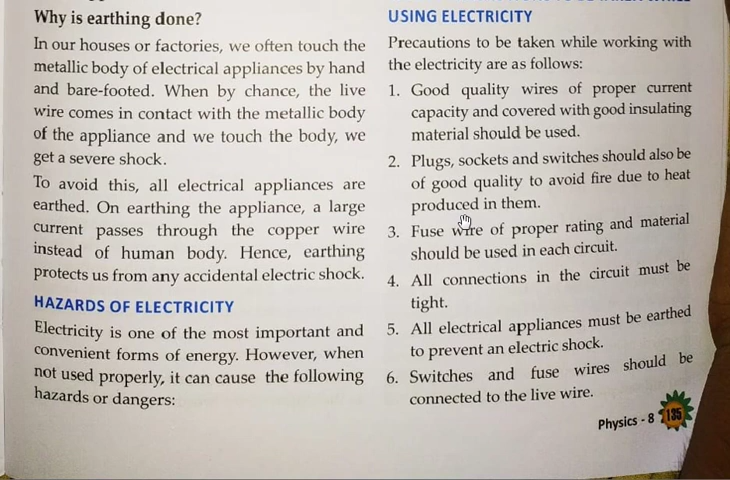 Why is earthing done?
In our houses or factories, we often touch the
metallic body of electrical appliances by hand
and bare-footed. When by chance, the live
wire comes in contact with the metallic body
of the appliance and we touch the body, we
get a severe shock.
To avoid this, all electrical appliances are
earthed. On earthing the appliance, a large
current passes through the copper wire
instead of human body. Hence, earthing
protects us from any accidental electric shock.
HAZARDS OF ELECTRICITY
Electricity is one of the most important and
convenient forms of energy. However, when
not used properly, it can cause the following
hazards or dangers:
USING ELECTRICITY
Precautions to be taken while working with
the electricity are as follows:
1. Good quality wires of proper current
capacity and covered with good insulating
material should be used.
2. Plugs, sockets and switches should also be
of good quality to avoid fire due to heat
produced in them.
3. Fuse wire of proper rating and material
should be used in each circuit.
4. All connections in the circuit must be
tight.
5. All electrical appliances must be earthed
to prevent an electric shock.
6. Switches and fuse wires should be
connected to the live wire.
Physics - 8 135